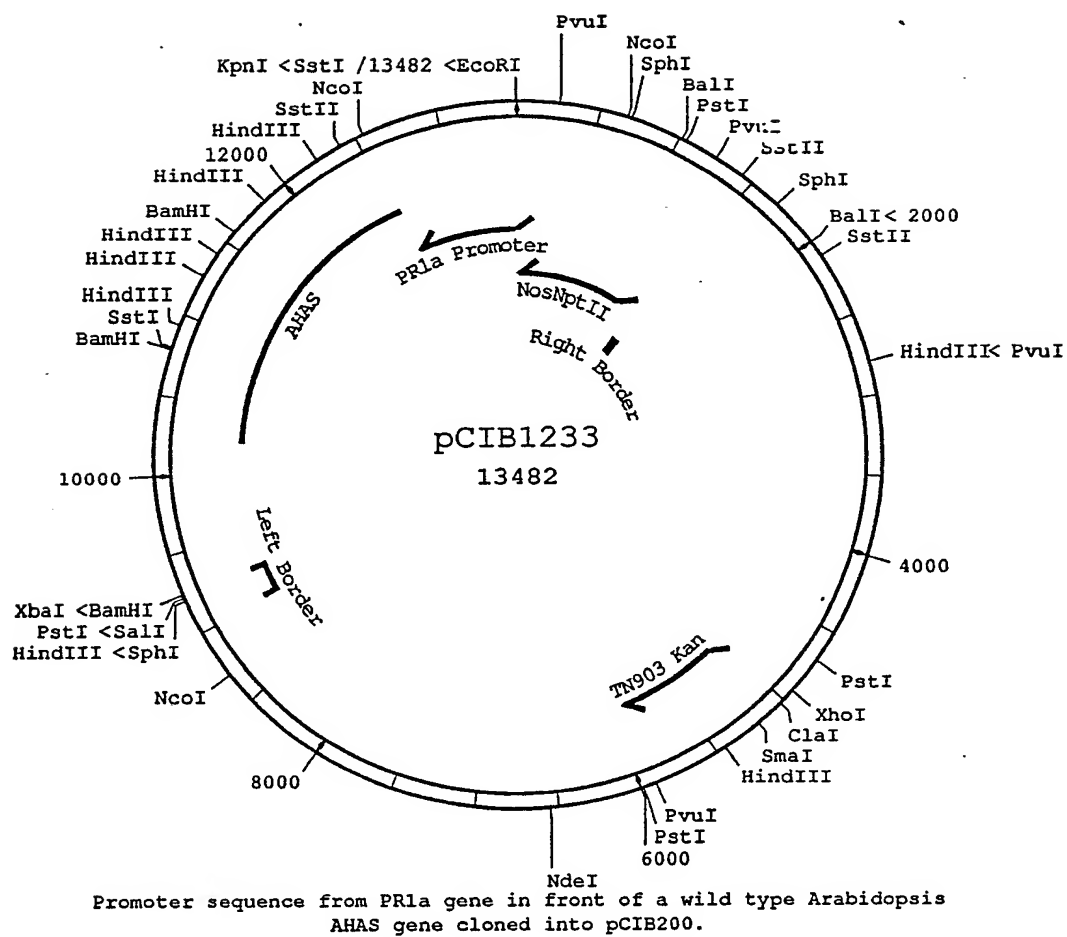 PvuI
NcoI
KpnI <SstI /13482 <EcoRI
SphI
NcoI
BalI
SstII
PstI
HindIII
12000
SphI
HindIII
BamHI
BalI< 2000
HindIII
SstII
HindIII
PR1a Promoter
NosNptII
HindIII
AHAS
SstI
BamHI
Right Border
HindIII< PvuI
pCIB1233
13482
10000
Left Border
4000
XbaI <BamHI
PstI <SalI
HindIII <SphI
TN903 Kan
PstI
NcoI
XhoI
ClaI
SmaI
HindIII
8000
PvuI
PstI
6000
NdeI
Promoter sequence from PR1a gene in front of a wild type Arabidopsis
AHAS gene cloned into pCIB200.